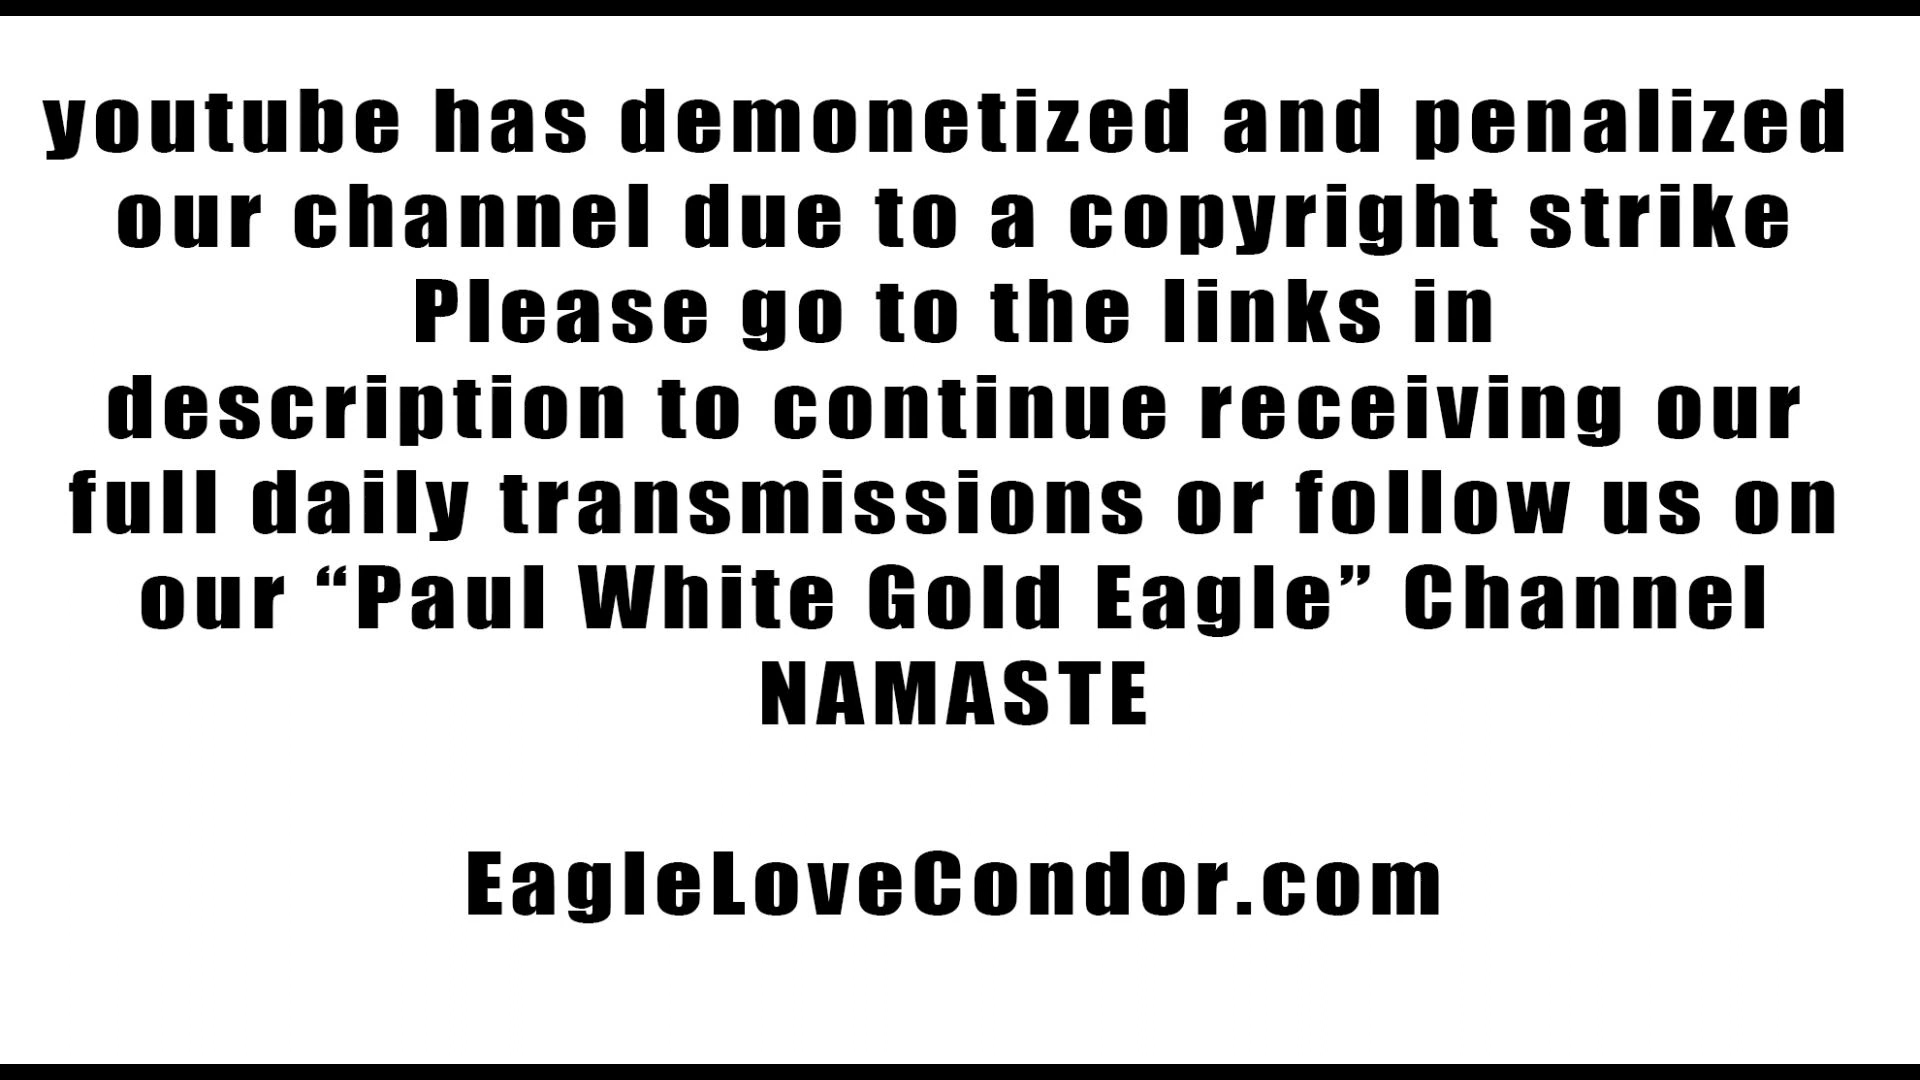 youtube has demonetized and penalized
our channel due to a copyright strike
Please go to the links in
description to continue receiving our
full daily transmissions or follow us on
our “Paul White Gold Eagle” Channel
NAMASTE
EagleLoveCondor.com